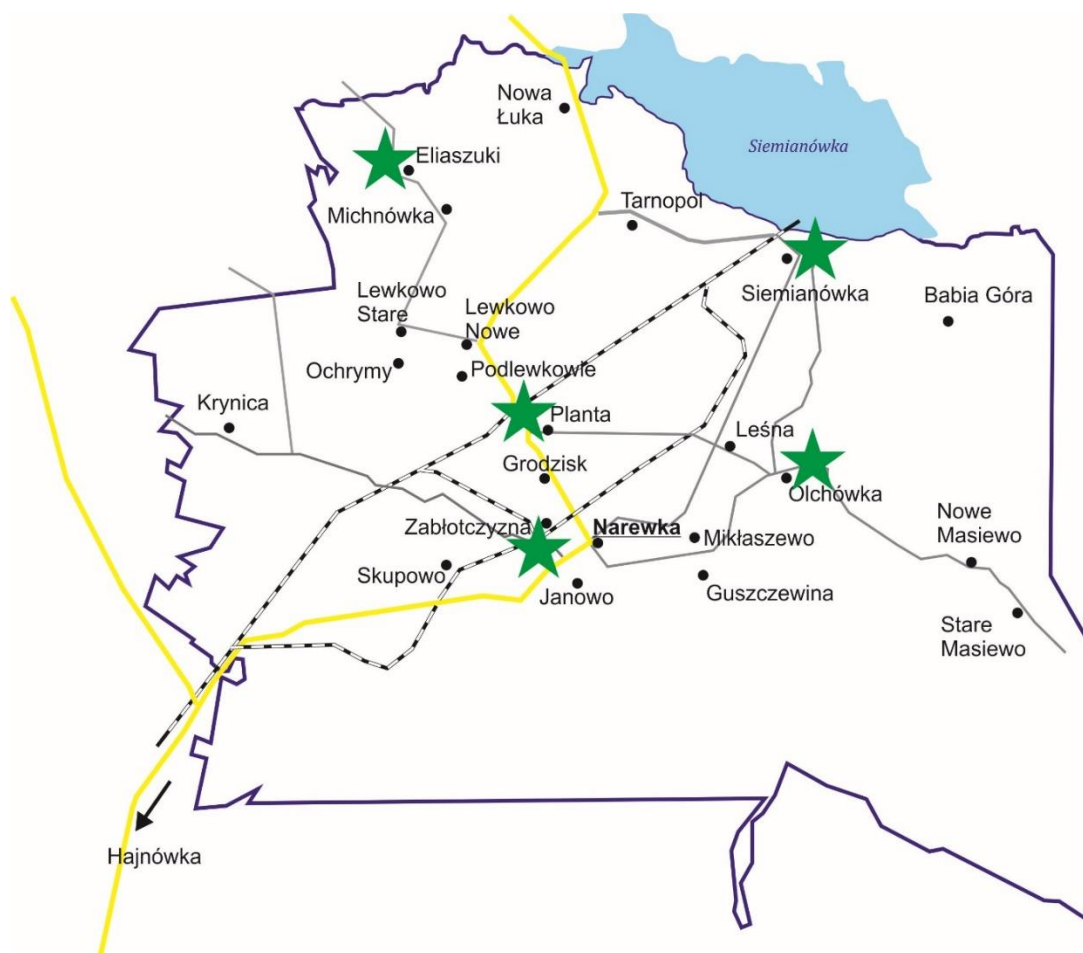 Nowa
Łuka
Siemianówka
Eliaszuki
Michnówka
Tarnopol
Siemianówka
Babia Góra
Lewkowo
Stare
Lewkowo
Nowe
Ochrymy
Podlewkowie
Krynica
Planta
Leśna
Grodzisk
Olchówka
Zabłotczyzna
Narewka
Mikłaszewo
Nowe
Masiewo
Skupowo
Janowo
Guszczewina
Stare
Masiewo
Hajnówka